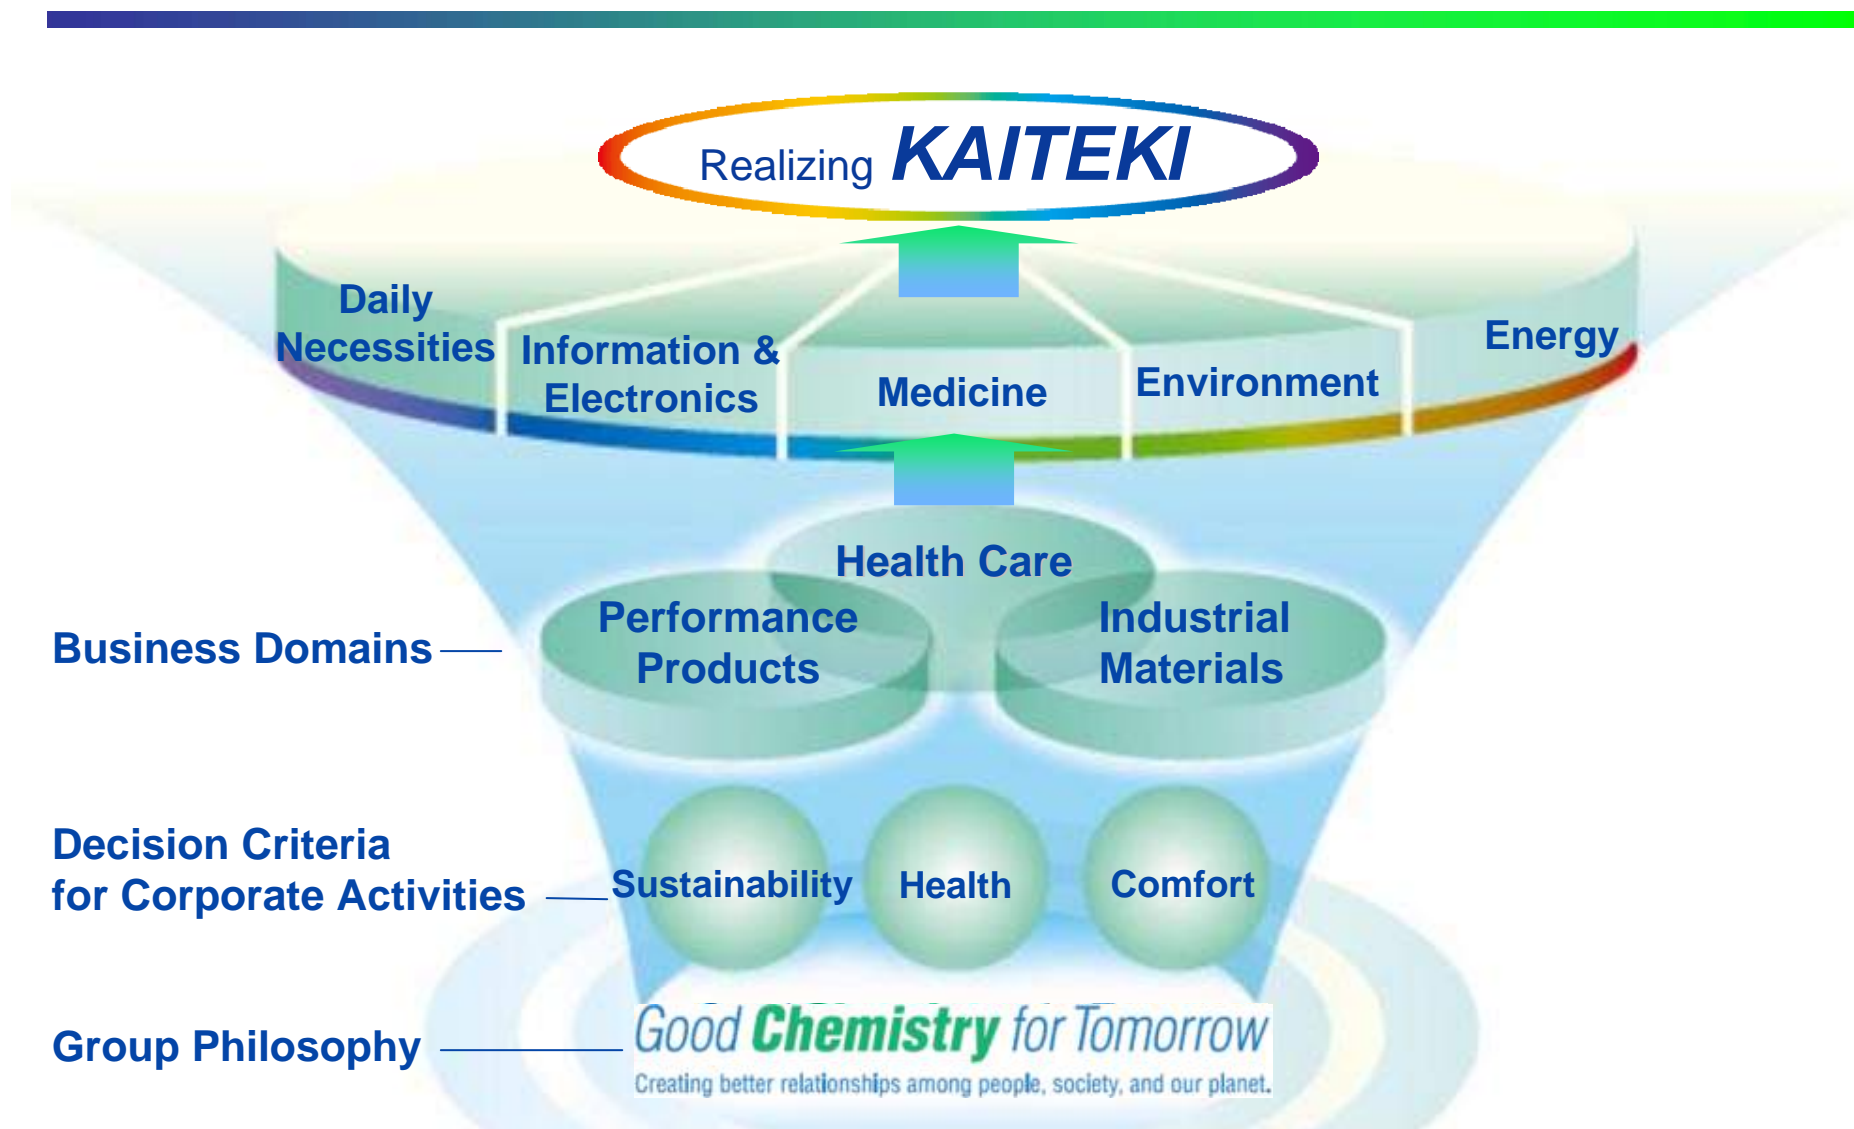 Realizing KAITEKI
Daily
Necessities
Information &
Electronics
Medicine
Environment
Energy
Health Care
Performance
Products
Industrial
Materials
Business Domains
Decision Criteria
for Corporate Activities
Sustainability
Health
Comfort
Group Philosophy
Good Chemistry for Tomorrow
Creating better relationships among people, society, and our planet.